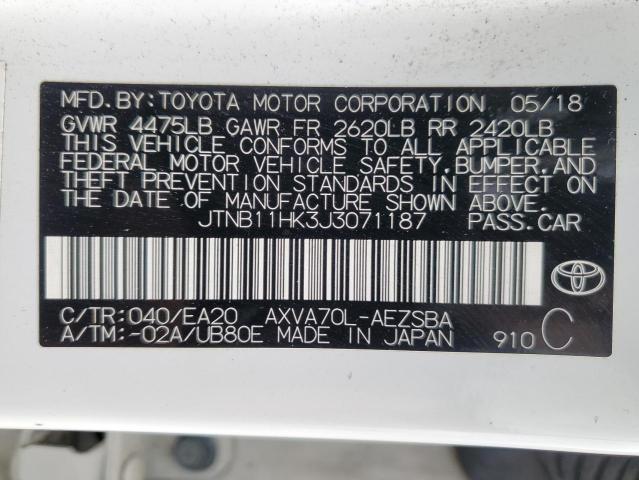 MFD.BY:TOYOTA MOTOR CORPORATION 05/18
GVWR 4475LB GAWR FR 2620LB RR 2420LB
THIS VEHICLE CONFORMS TO ALL APPLICABLE
FEDERAL MOTOR VEHICLE SAFETY,BUMPER,AND
THEFT PREVENTION STANDARDS IN EFFECT ON
THE DATE OF MANUFACTURE SHOWN ABOVE.
JTNB11HK3J3071187 PASS.CAR
C/TR:040/EA20 AXVA70L-AEZSBA
A/TM:-02A/UB80E MADE IN JAPAN 910 C